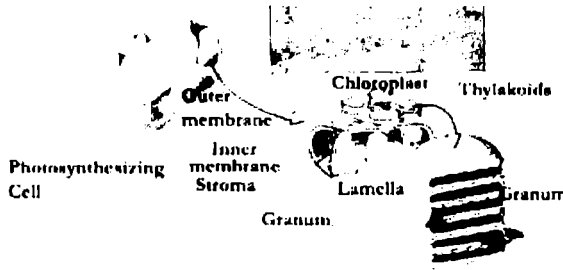 Chloroplast
Thylakoids
Outer
membrane
Inner
membrane
Stroma
Photosynthesizing
Cell
Lamella
Granum
Granum